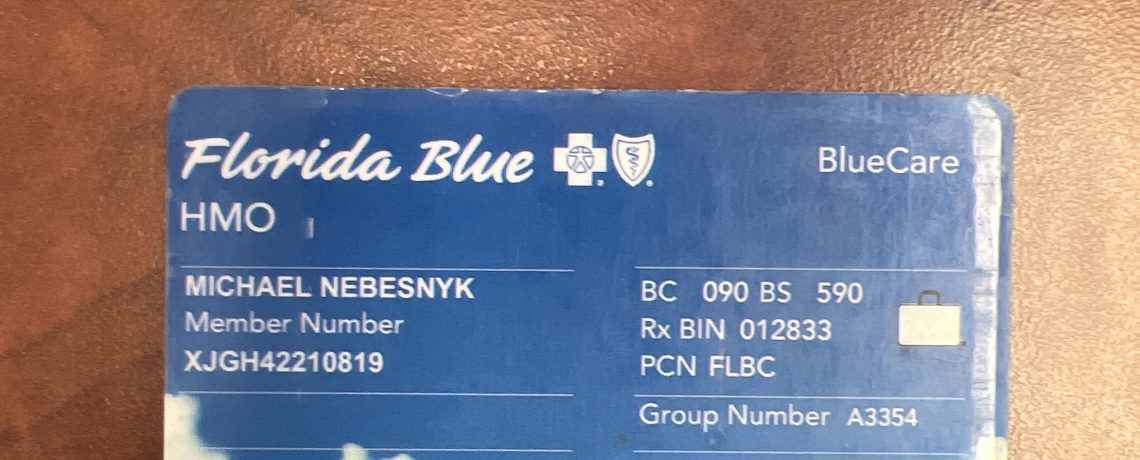 Florida Blue
BlueCare
HMO
MICHAEL NEBESNYK
Member Number
XJGH42210819
BC 090 BS 590
Rx BIN 012833
PCN FLBC
Group Number A3354